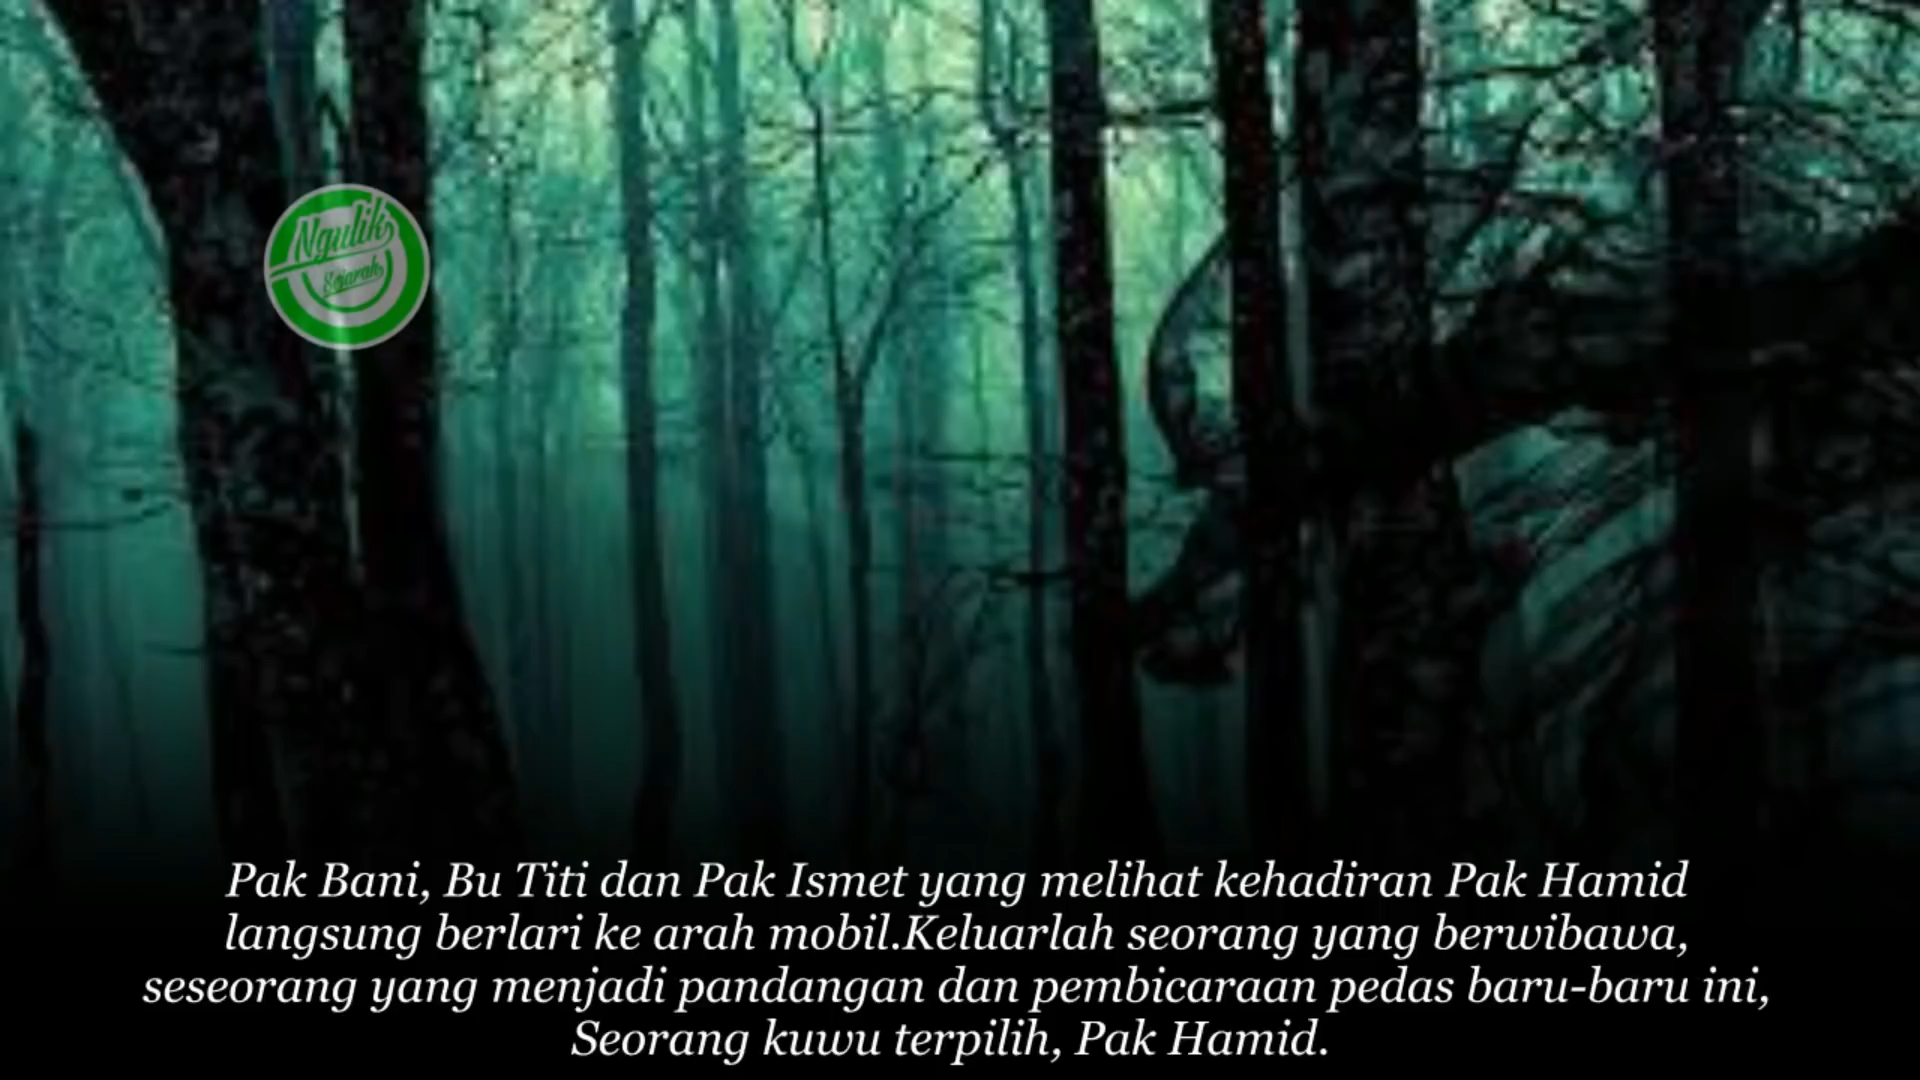 Ngulik
Sejarah
Pak Bani, Bu Titi dan Pak Ismet yang melihat kehadiran Pak Hamid
langsung berlari ke arah mobil.Keluarlah seorang yang berwibawa,
seseorang yang menjadi pandangan dan pembicaraan pedas baru-baru ini,
Seorang kuwu terpilih, Pak Hamid.